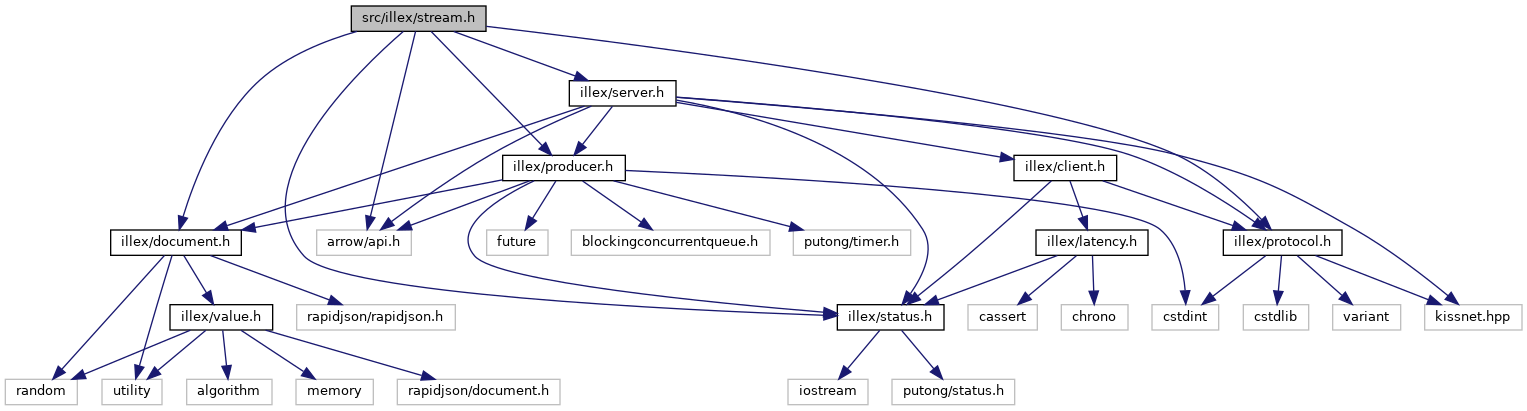 src/illex/stream.h
illex/server.h
illex/producer.h
illex/client.h
illex/document.h
arrow/api.h
future
blockingconcurrentqueue.h
putong/timer.h
illex/latency.h
illex/protocol.h
illex/value.h
rapidjson/rapidjson.h
illex/status.h
cassert
chrono
cstdint
cstdlib
variant
kissnet.hpp
random
utility
algorithm
memory
rapidjson/document.h
iostream
putong/status.h